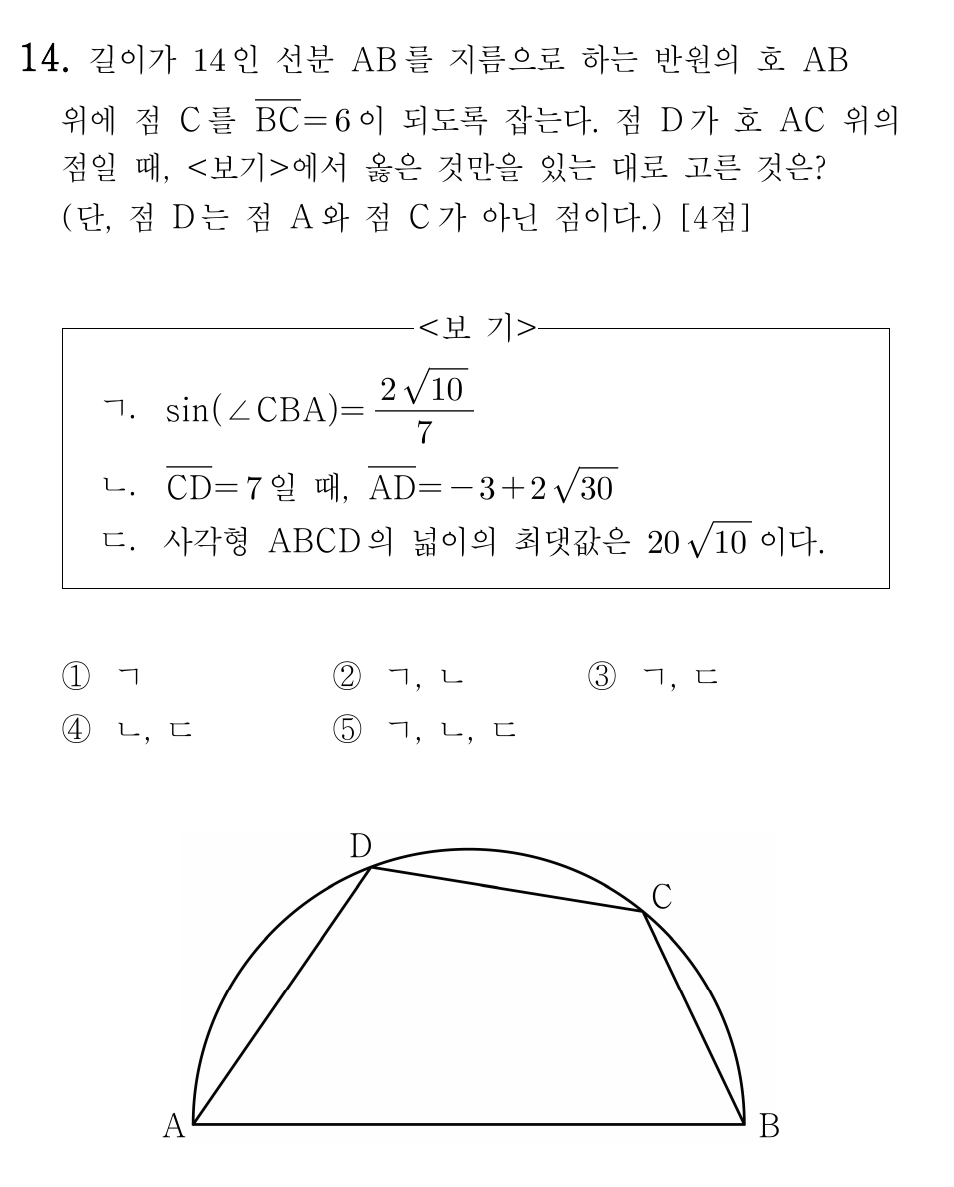 14. 길이가 14인 선분 AB를 지름으로 하는 반원의 호 AB
위에 점 C를 \overline{BC}=6이 되도록 잡는다. 점 D가 호 AC 위의
점일 때, <보기>에서 옳은 것만을 있는 대로 고른 것은?
(단, 점 D는 점 A와 점 C가 아닌 점이다.) [4점]
<보 기>
ㄱ. sin(∠CBA)=\frac{2\sqrt{10}}{7}
ㄴ. \overline{CD}=7일 때, \overline{AD}=-3+2\sqrt{30}
ㄷ. 사각형 ABCD의 넓이의 최댓값은 20\sqrt{10}이다.
① ㄱ ② ㄱ, ㄴ ③ ㄱ, ㄷ
④ ㄴ, ㄷ ⑤ ㄱ, ㄴ, ㄷ
D
C
A B